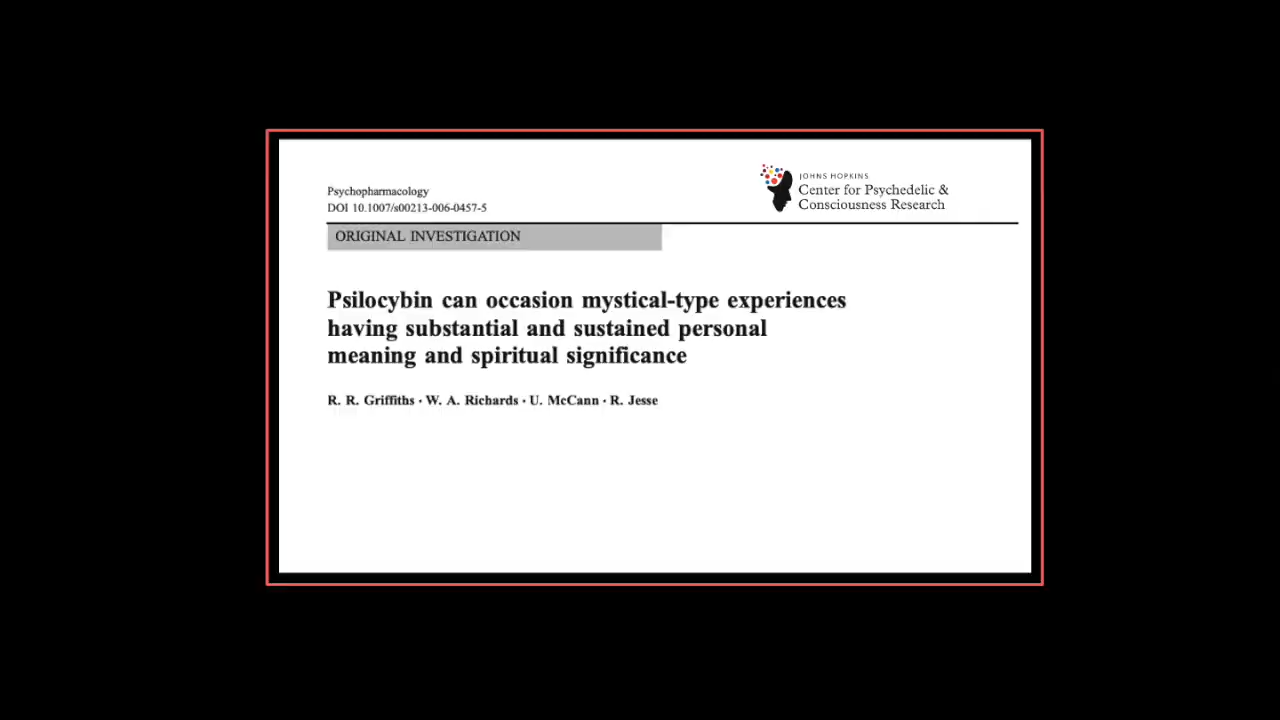 Psychopharmacology
DOI 10.1007/s00213-006-0457-5
JOHNS HOPKINS
Center for Psychedelic &
Consciousness Research
ORIGINAL INVESTIGATION
Psilocybin can occasion mystical-type experiences
having substantial and sustained personal
meaning and spiritual significance
R. R. Griffiths · W. A. Richards · U. McCann · R. Jesse